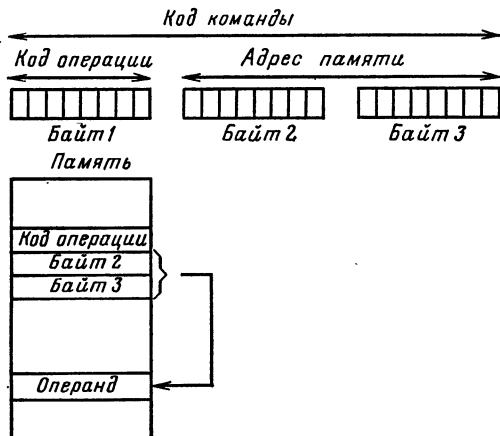 Код команды
Код операции Адрес памяти
Байт 1 Байт 2 Байт 3
Память
Код операции
Байт 2
Байт 3
Операнд